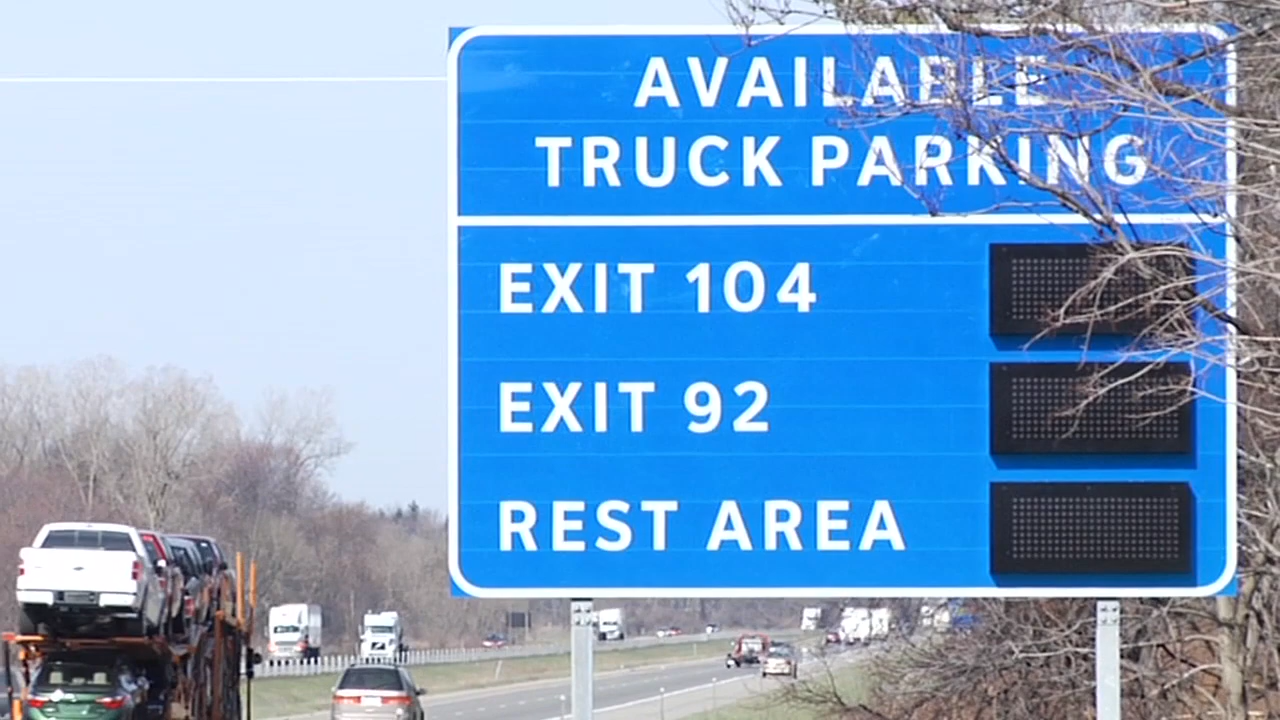 AVAILABLE
TRUCK PARKING
EXIT 104
EXIT 92
REST AREA